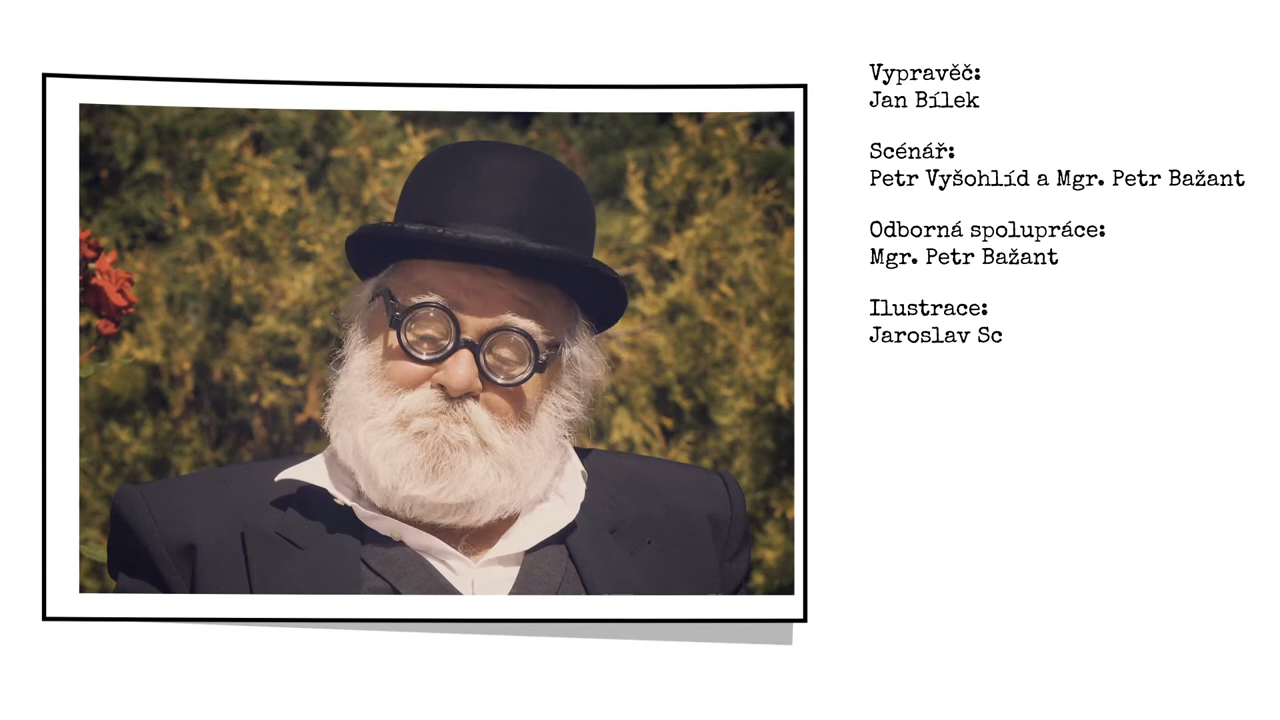 Vypravěč:
Jan Bílek
Scénář:
Petr Vyšohlíd a Mgr. Petr Bažant
Odborná spolupráce:
Mgr. Petr Bažant
Ilustrace:
Jaroslav Sc